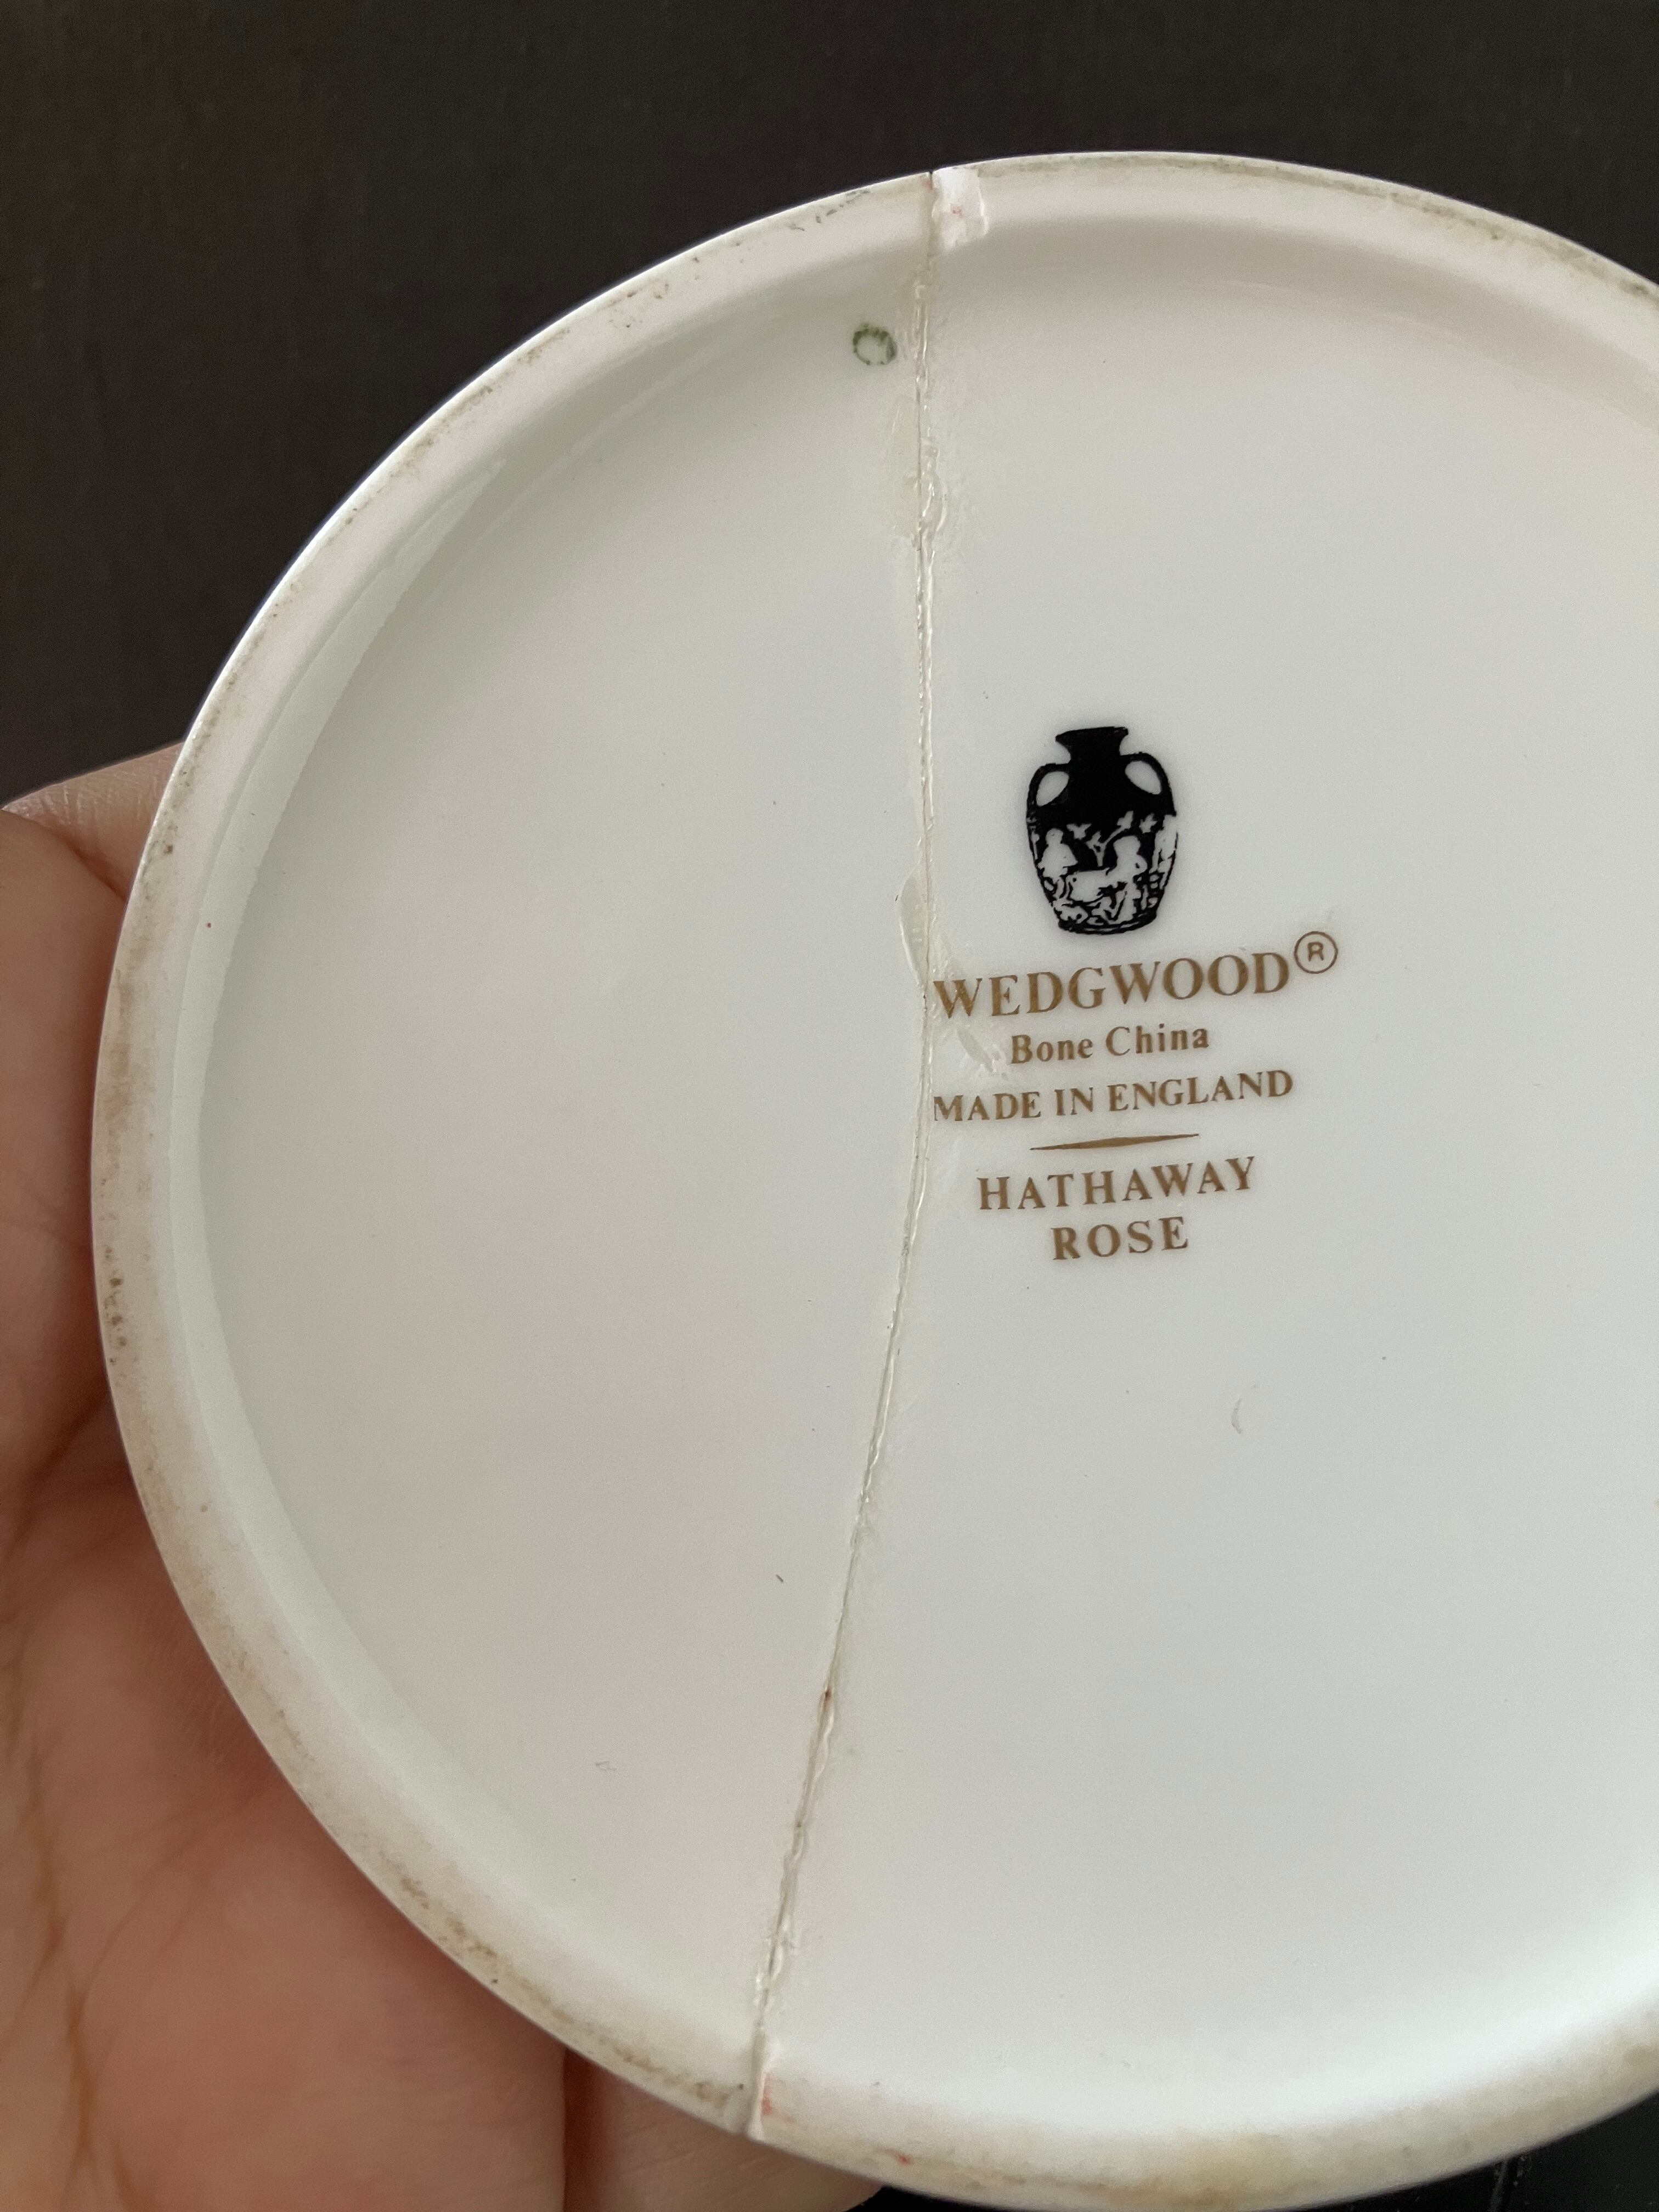 WEDGWOOD®
Bone China
MADE IN ENGLAND
HATHAWAY
ROSE